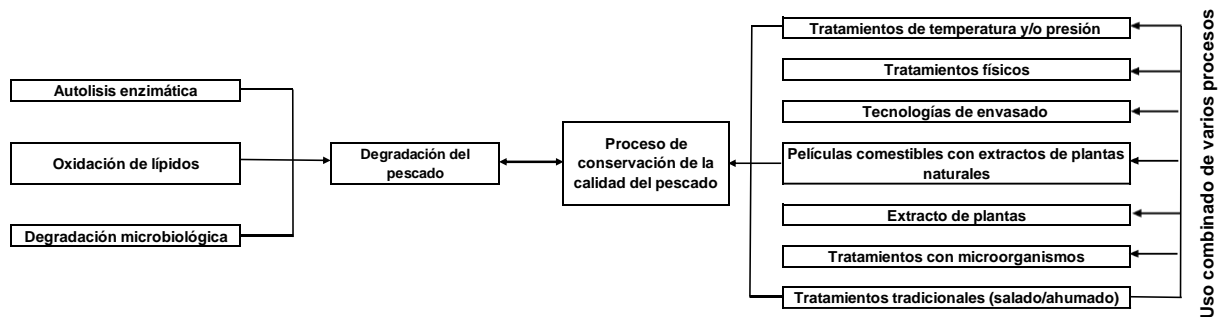 Autolisis enzimática
Oxidación de lípidos
Degradación microbiológica
Degradación del
pescado
Proceso de
conservación de la
calidad del pescado
Tratamientos de temperatura y/o presión
Tratamientos físicos
Tecnologías de envasado
Películas comestibles con extractos de plantas
naturales
Extracto de plantas
Tratamientos con microorganismos
Tratamientos tradicionales (salado/ahumado)
Uso combinado de varios procesos